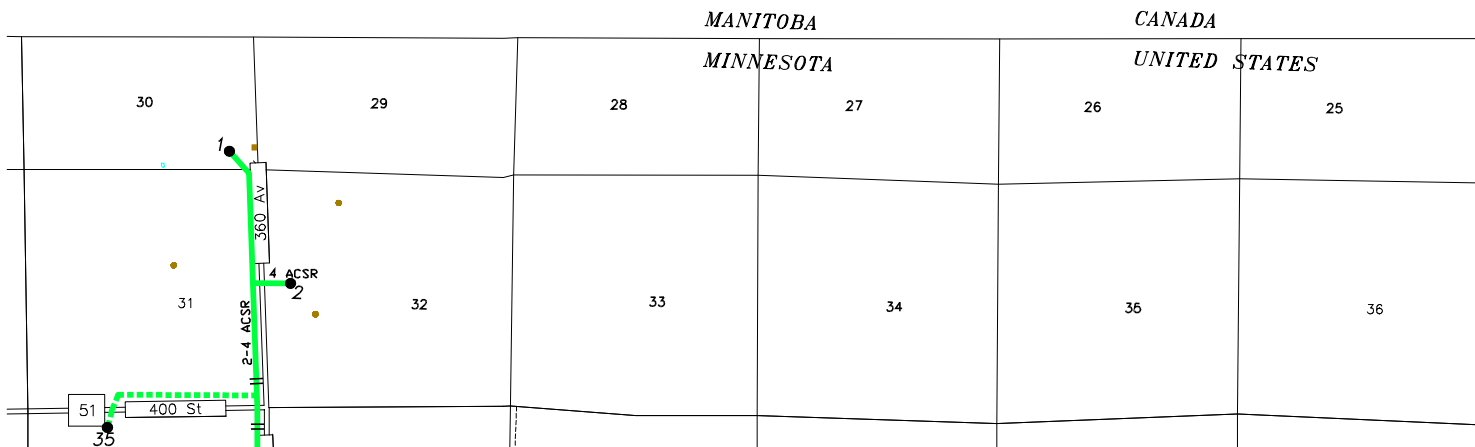 MANITOBA CANADA
MINNESOTA UNITED STATES
30 29 28 27 26 25
1
360 Av
4 ACSR
2
31 32 33 34 35 36
2-4 ACSR
51 400 St
35